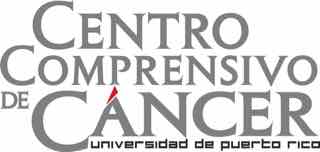 CENTRO
COMPRENSIVO
DE CÁNCER
universidad de puerto rico